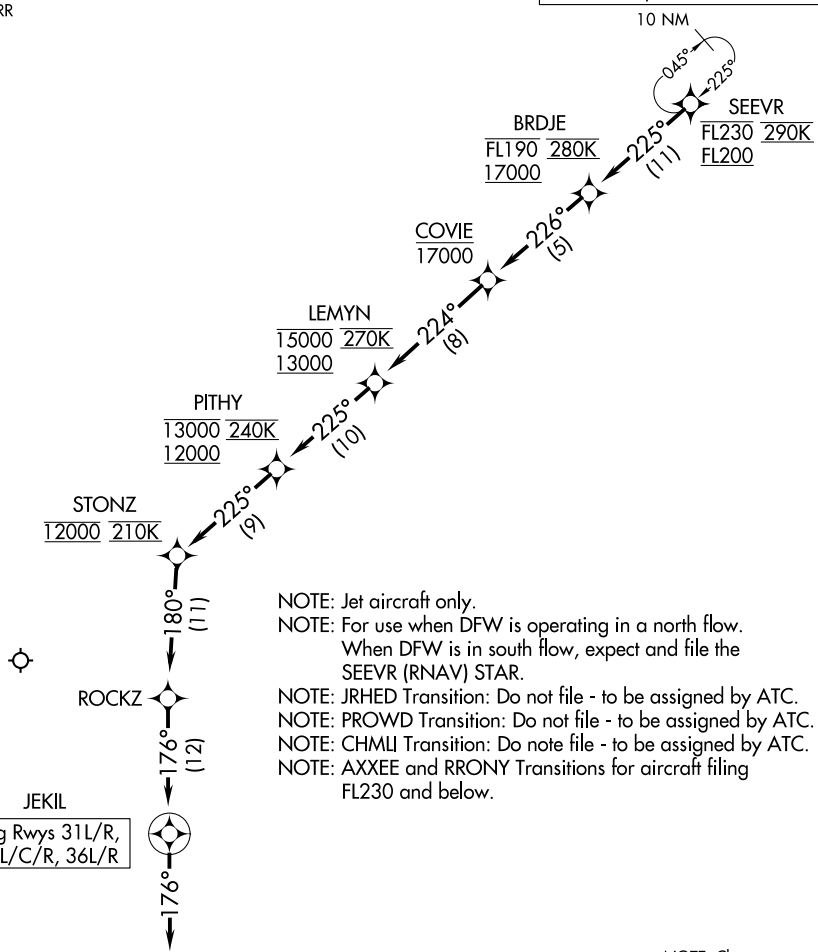 RR
10 NM
045°
225°
SEEVR
FL230 290K
FL200
225°
(11)
BRDJE
FL190 280K
17000
226°
(5)
COVIE
17000
224°
(8)
LEMYN
15000 270K
13000
225°
(10)
PITHY
13000 240K
12000
225°
(9)
STONZ
12000 210K
180°
(11)
NOTE: Jet aircraft only.
NOTE: For use when DFW is operating in a north flow.
When DFW is in south flow, expect and file the
SEEVR (RNAV) STAR.
NOTE: JRHED Transition: Do not file - to be assigned by ATC.
NOTE: PROWD Transition: Do not file - to be assigned by ATC.
NOTE: CHMLI Transition: Do note file - to be assigned by ATC.
NOTE: AXXEE and RRONY Transitions for aircraft filing
FL230 and below.
ROCKZ
176°
(12)
JEKIL
g Rwys 31L/R,
L/C/R, 36L/R
176°